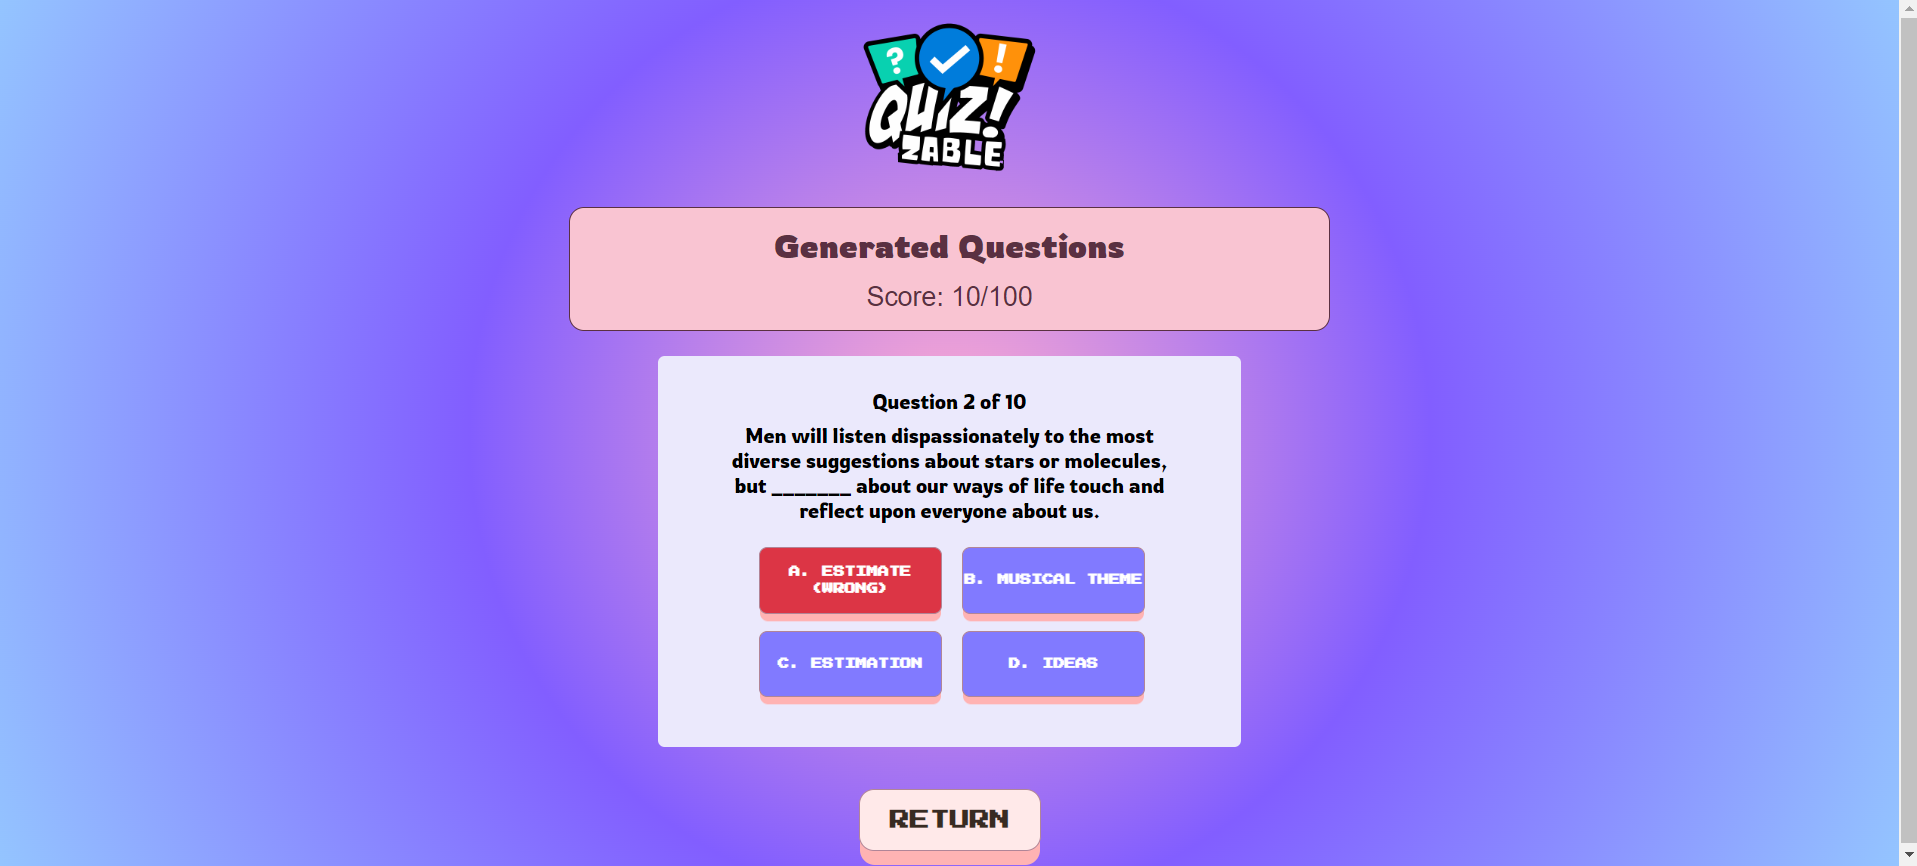 ?
!
QUIZ!
ZABLE
Generated Questions
Score: 10/100
Question 2 of 10
Men will listen dispassionately to the most
diverse suggestions about stars or molecules,
but _______ about our ways of life touch and
reflect upon everyone about us.
A. ESTIMATE
(WRONG)
B. MUSICAL THEME
C. ESTIMATION
D. IDEAS
RETURN